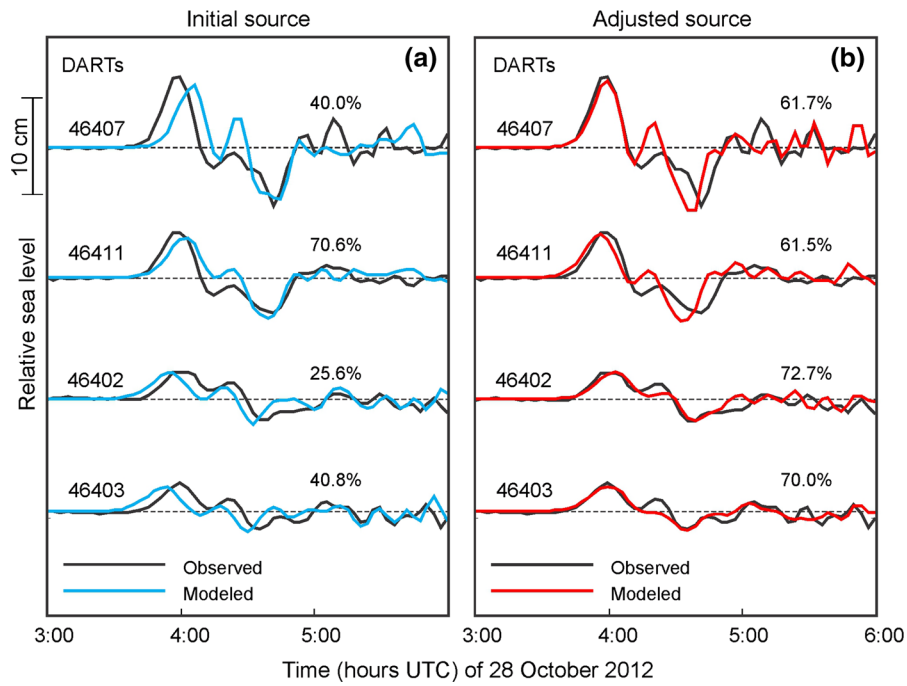 Initial source
Adjusted source
DARTs
(a)
DARTs
(b)
40.0%
61.7%
46407
46407
10 cm
46411
70.6%
46411
61.5%
Relative sea level
46402
25.6%
46402
72.7%
46403
40.8%
46403
70.0%
Observed
Observed
Modeled
Modeled
3:00
4:00
5:00
3:00
4:00
5:00
6:00
Time (hours UTC) of 28 October 2012